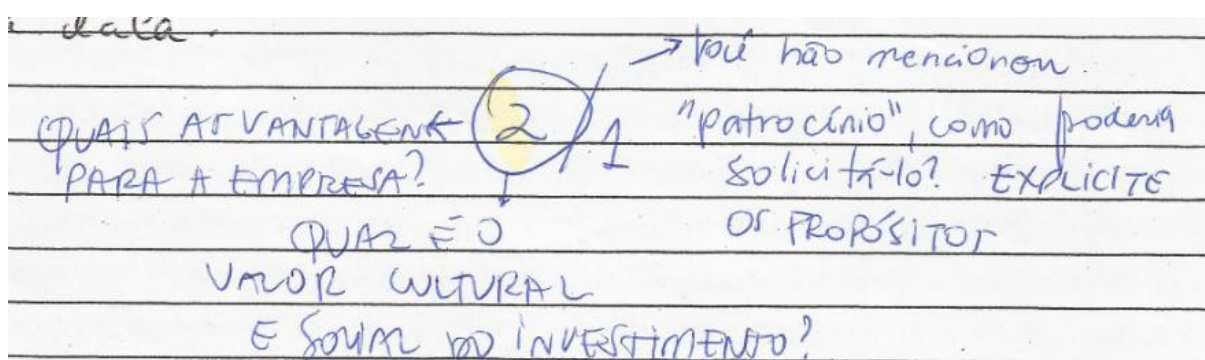 a data.
→ você não mencionou
QUAIS AS VANTAGENS ← 2 / 1 "patrocínio", como poderia
PARA A EMPRESA? solicitá-lo? EXPLICITE
QUAL É O OS PROPÓSITOS
VALOR CULTURAL
E SOCIAL DO INVESTIMENTO?